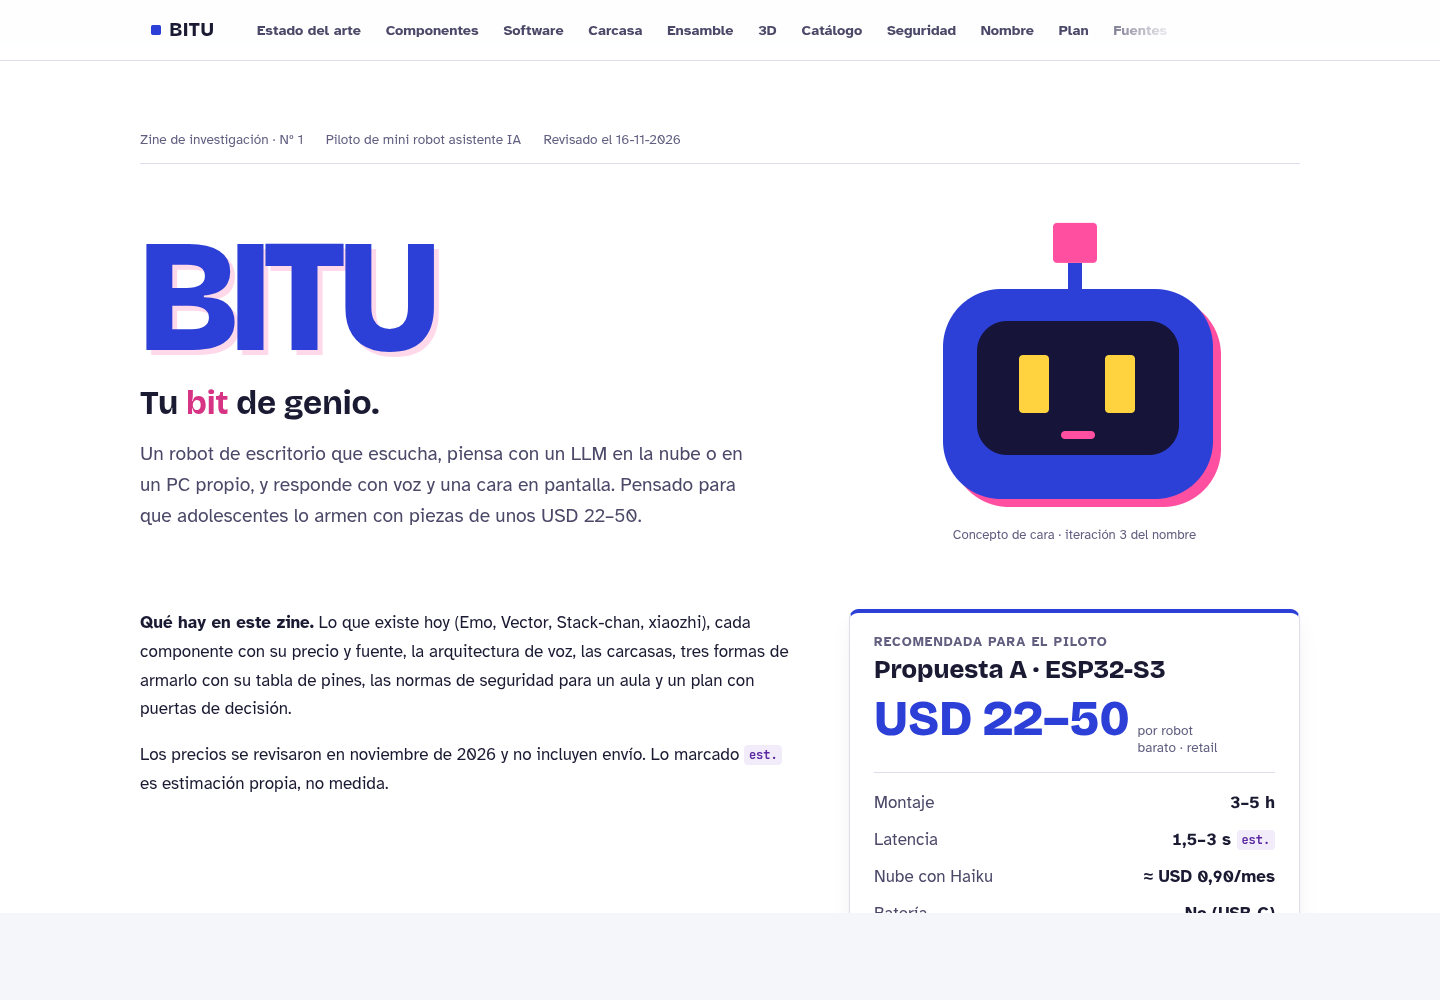 BITU
Estado del arte
Componentes
Software
Carcasa
Ensamble
3D
Catálogo
Seguridad
Nombre
Plan
Fuentes
Zine de investigación · Nº 1
Piloto de mini robot asistente IA
Revisado el 16-11-2026
BITU
Tu bit de genio.
Un robot de escritorio que escucha, piensa con un LLM en la nube o en
un PC propio, y responde con voz y una cara en pantalla. Pensado para
que adolescentes lo armen con piezas de unos USD 22–50.
Concepto de cara · iteración 3 del nombre
Qué hay en este zine. Lo que existe hoy (Emo, Vector, Stack-chan, xiaozhi), cada
componente con su precio y fuente, la arquitectura de voz, las carcasas, tres formas de
armarlo con su tabla de pines, las normas de seguridad para un aula y un plan con
puertas de decisión.
Los precios se revisaron en noviembre de 2026 y no incluyen envío. Lo marcado est.
es estimación propia, no medida.
RECOMENDADA PARA EL PILOTO
Propuesta A · ESP32-S3
USD 22–50 por robot
barato · retail
Montaje 3–5 h
Latencia 1,5–3 s est.
Nube con Haiku ≈ USD 0,90/mes
Batería No (USB-C)